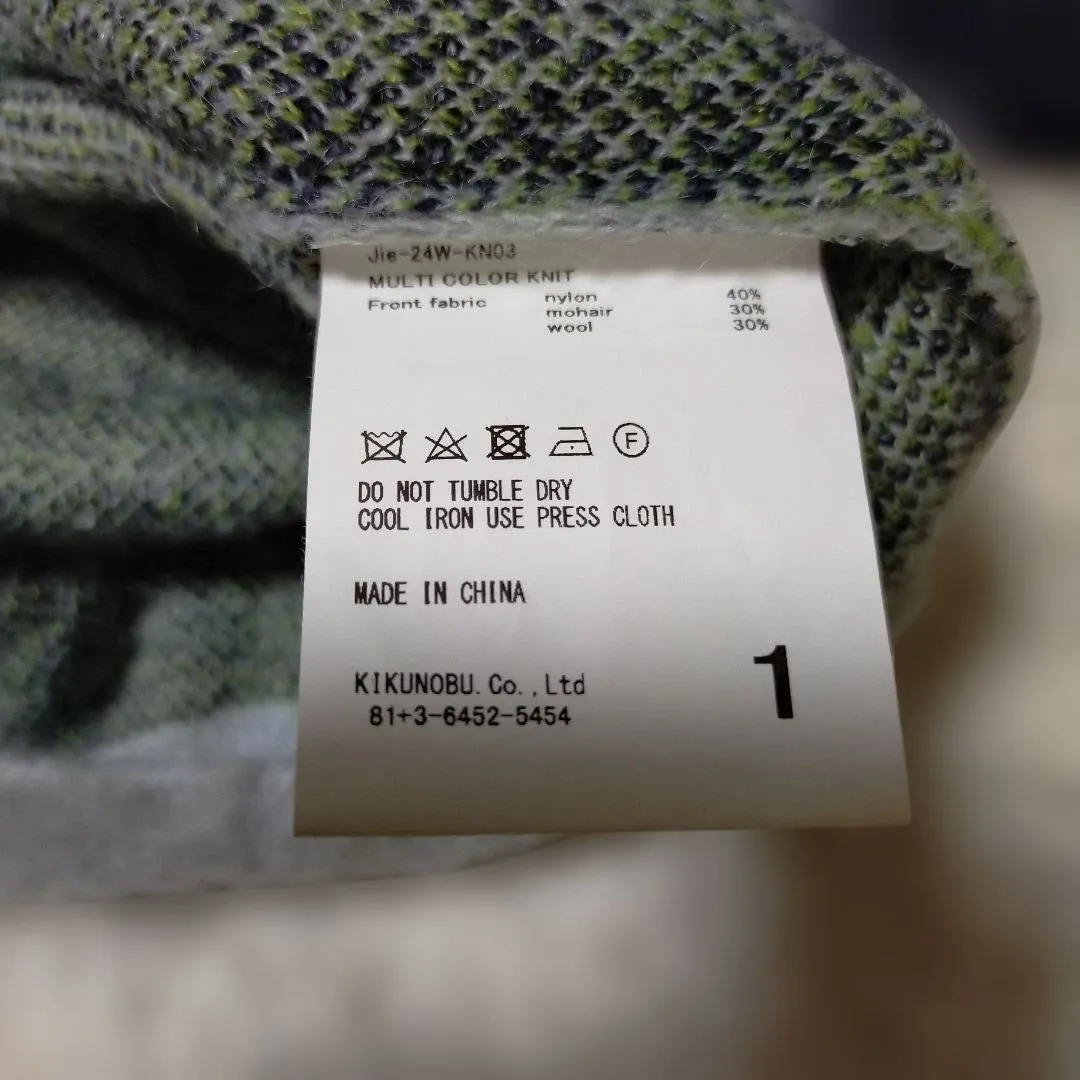 Jie-24W-KN03
MULTI COLOR KNIT
Front fabric nylon 40%
mohair 30%
wool 30%
F
DO NOT TUMBLE DRY
COOL IRON USE PRESS CLOTH
MADE IN CHINA
KIKUNOBU.Co.,Ltd
81+3-6452-5454
1